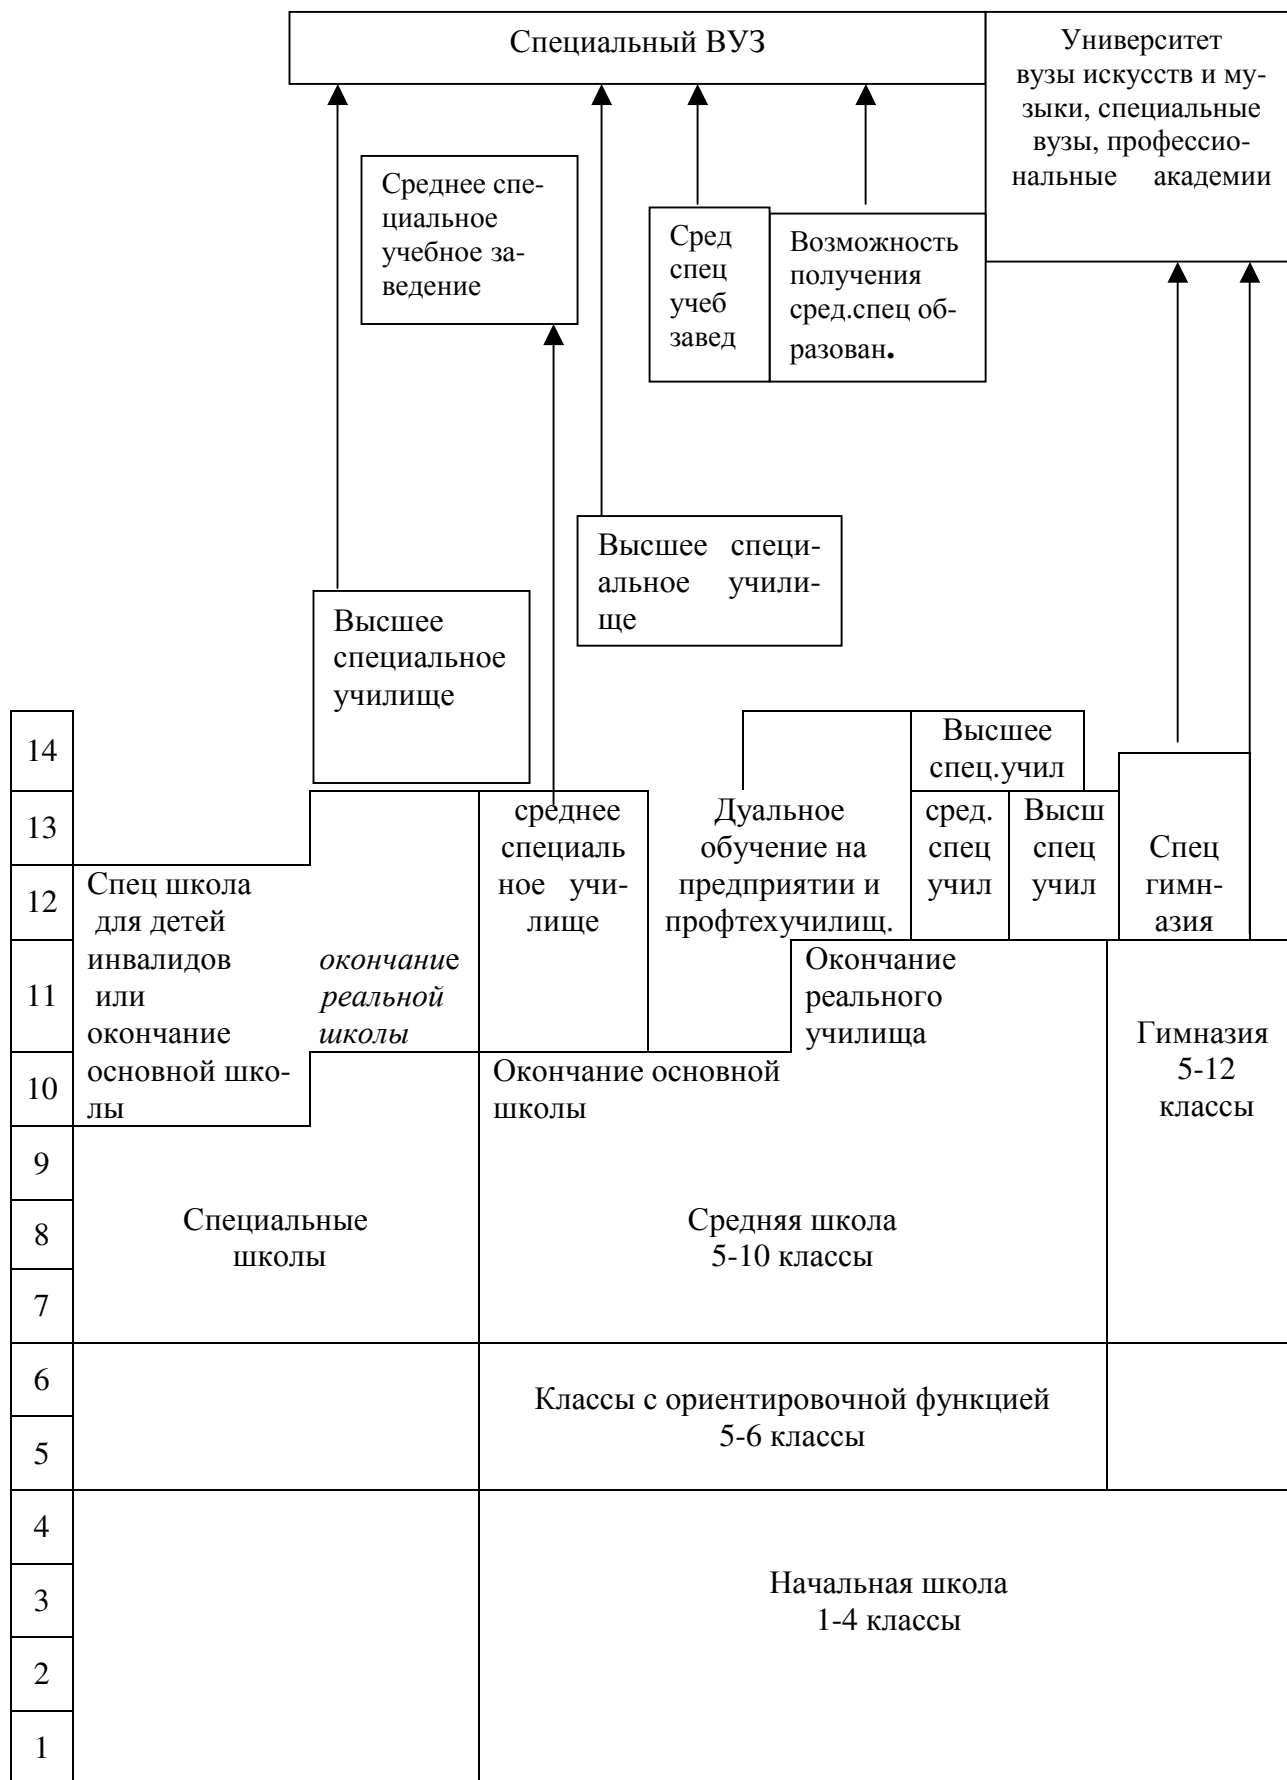 Специальный ВУЗ
Университет
вузы искусств и му-
зыки, специальные
вузы, профессио-
нальные академии
Среднее спе-
циальное
учебное за-
ведение
Сред
спец
учеб
завед
Возможность
получения
сред.спец об-
разован.
Высшее специ-
альное учили-
ще
Высшее
специальное
училище
14
Высшее
спец.учил
13
среднее
специаль
ное учи-
лище
Дуальное
обучение на
предприятии и
профтехучилищ.
сред.
спец
учил
Высш
спец
учил
Спец
гимн-
азия
12
Спец школа
для детей
инвалидов
или
окончание
основной шко-
лы
окончание
реальной
школы
11
Окончание
реального
училища
Гимназия
5-12
классы
10
Окончание основной
школы
9
8
Специальные
школы
Средняя школа
5-10 классы
7
6
Классы с ориентировочной функцией
5-6 классы
5
4
3
Начальная школа
1-4 классы
2
1